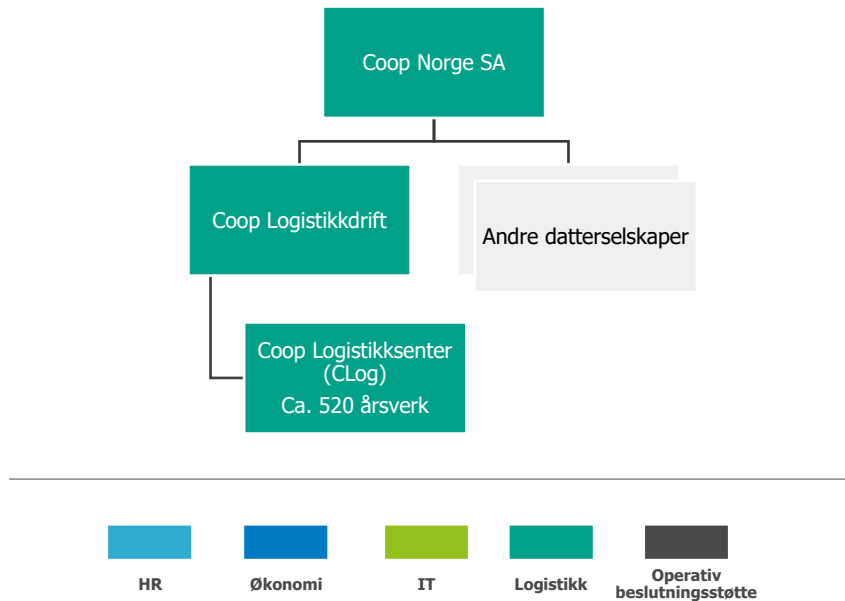 Coop Norge SA
Coop Logistikkdrift
Andre datterselskaper
Coop Logistikksenter
(CLog)
Ca. 520 årsverk
HR
Økonomi
IT
Logistikk
Operativ
beslutningsstøtte